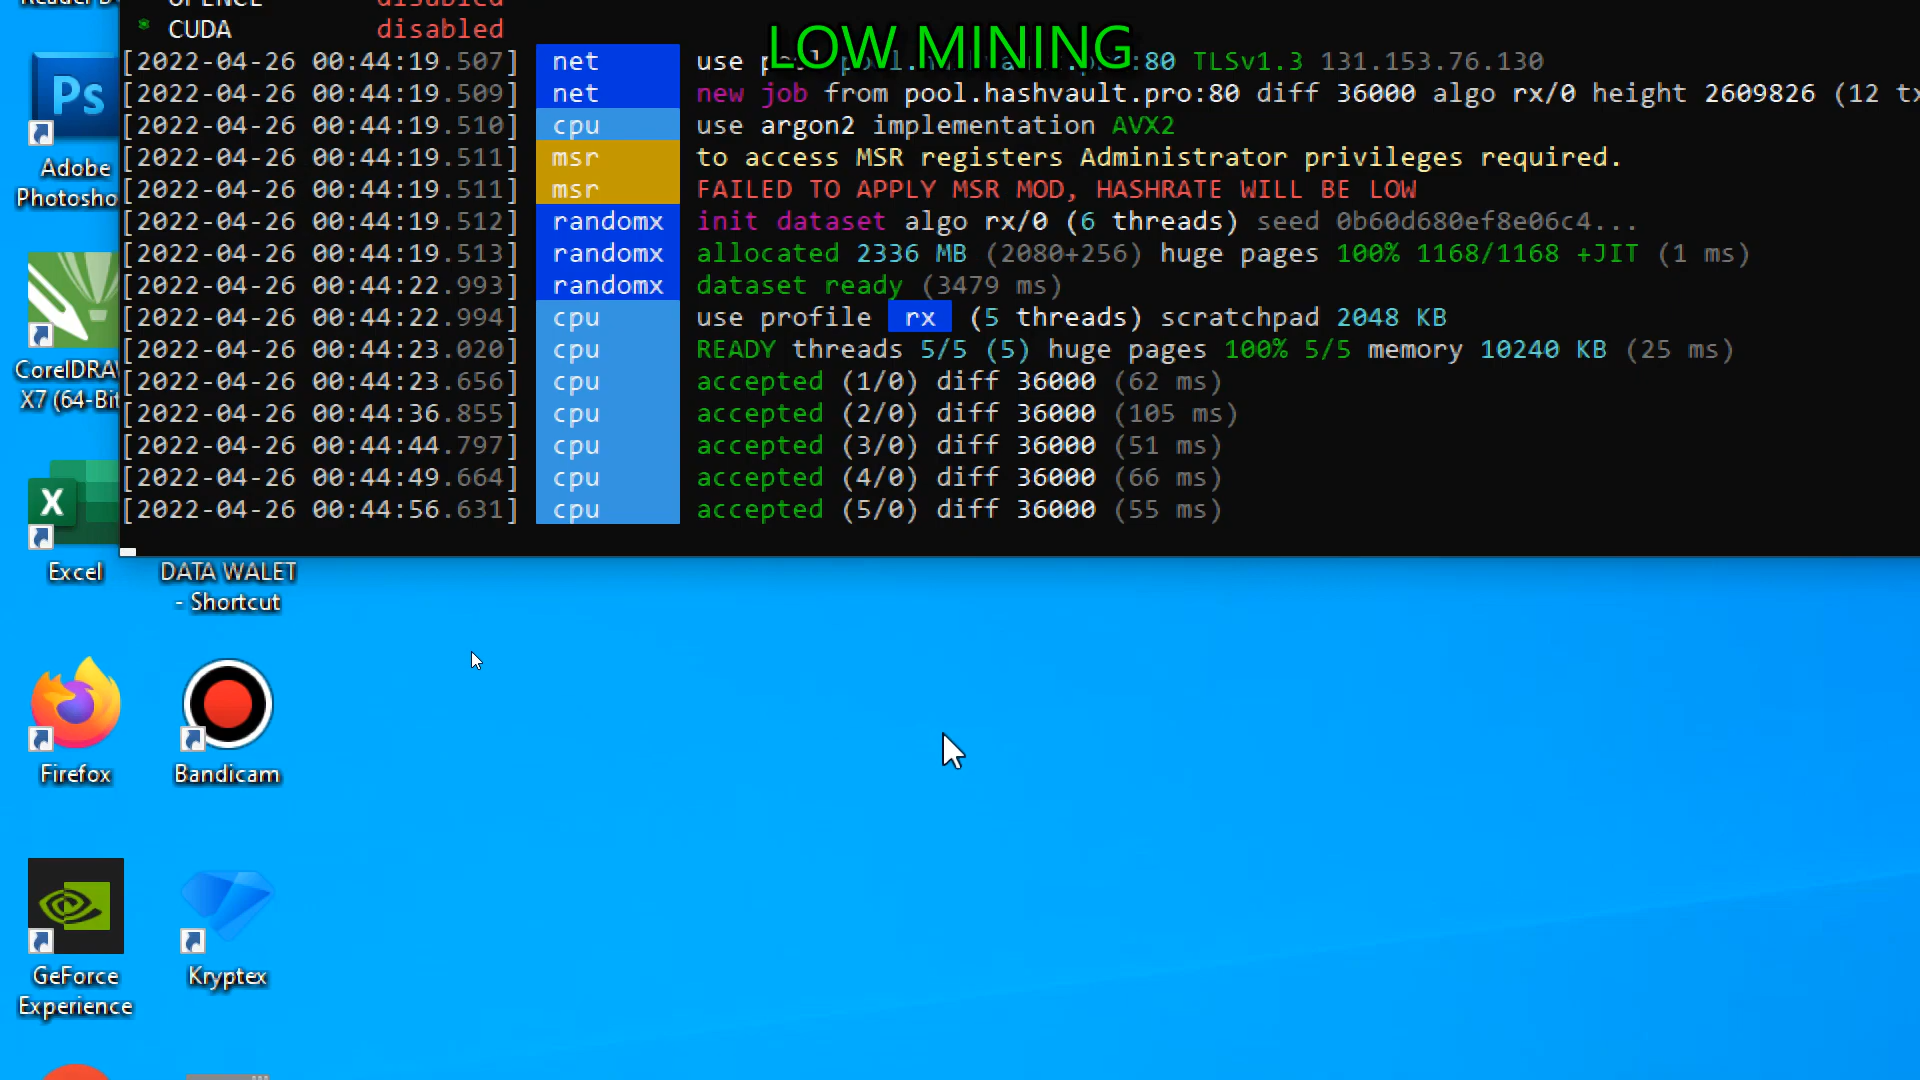 disabled
* CUDA disabled
LOW MINING
[2022-04-26 00:44:19.507] net use :80 TLSv1.3 131.153.76.130
[2022-04-26 00:44:19.509] net new job from pool.hashvault.pro:80 diff 36000 algo rx/0 height 2609826 (12 tx
[2022-04-26 00:44:19.510] cpu use argon2 implementation AVX2
[2022-04-26 00:44:19.511] msr to access MSR registers Administrator privileges required.
[2022-04-26 00:44:19.511] msr FAILED TO APPLY MSR MOD, HASHRATE WILL BE LOW
[2022-04-26 00:44:19.512] randomx init dataset algo rx/0 (6 threads) seed 0b60d680ef8e06c4...
[2022-04-26 00:44:19.513] randomx allocated 2336 MB (2080+256) huge pages 100% 1168/1168 +JIT (1 ms)
[2022-04-26 00:44:22.993] randomx dataset ready (3479 ms)
[2022-04-26 00:44:22.994] cpu use profile rx (5 threads) scratchpad 2048 KB
[2022-04-26 00:44:23.020] cpu READY threads 5/5 (5) huge pages 100% 5/5 memory 10240 KB (25 ms)
[2022-04-26 00:44:23.656] cpu accepted (1/0) diff 36000 (62 ms)
[2022-04-26 00:44:36.855] cpu accepted (2/0) diff 36000 (105 ms)
[2022-04-26 00:44:44.797] cpu accepted (3/0) diff 36000 (51 ms)
[2022-04-26 00:44:49.664] cpu accepted (4/0) diff 36000 (66 ms)
[2022-04-26 00:44:56.631] cpu accepted (5/0) diff 36000 (55 ms)
Ps
Adobe
Photosho
CorelDRAW
X7 (64-Bit
X
Excel
DATA WALET
- Shortcut
Firefox
Bandicam
GeForce
Experience
Kryptex